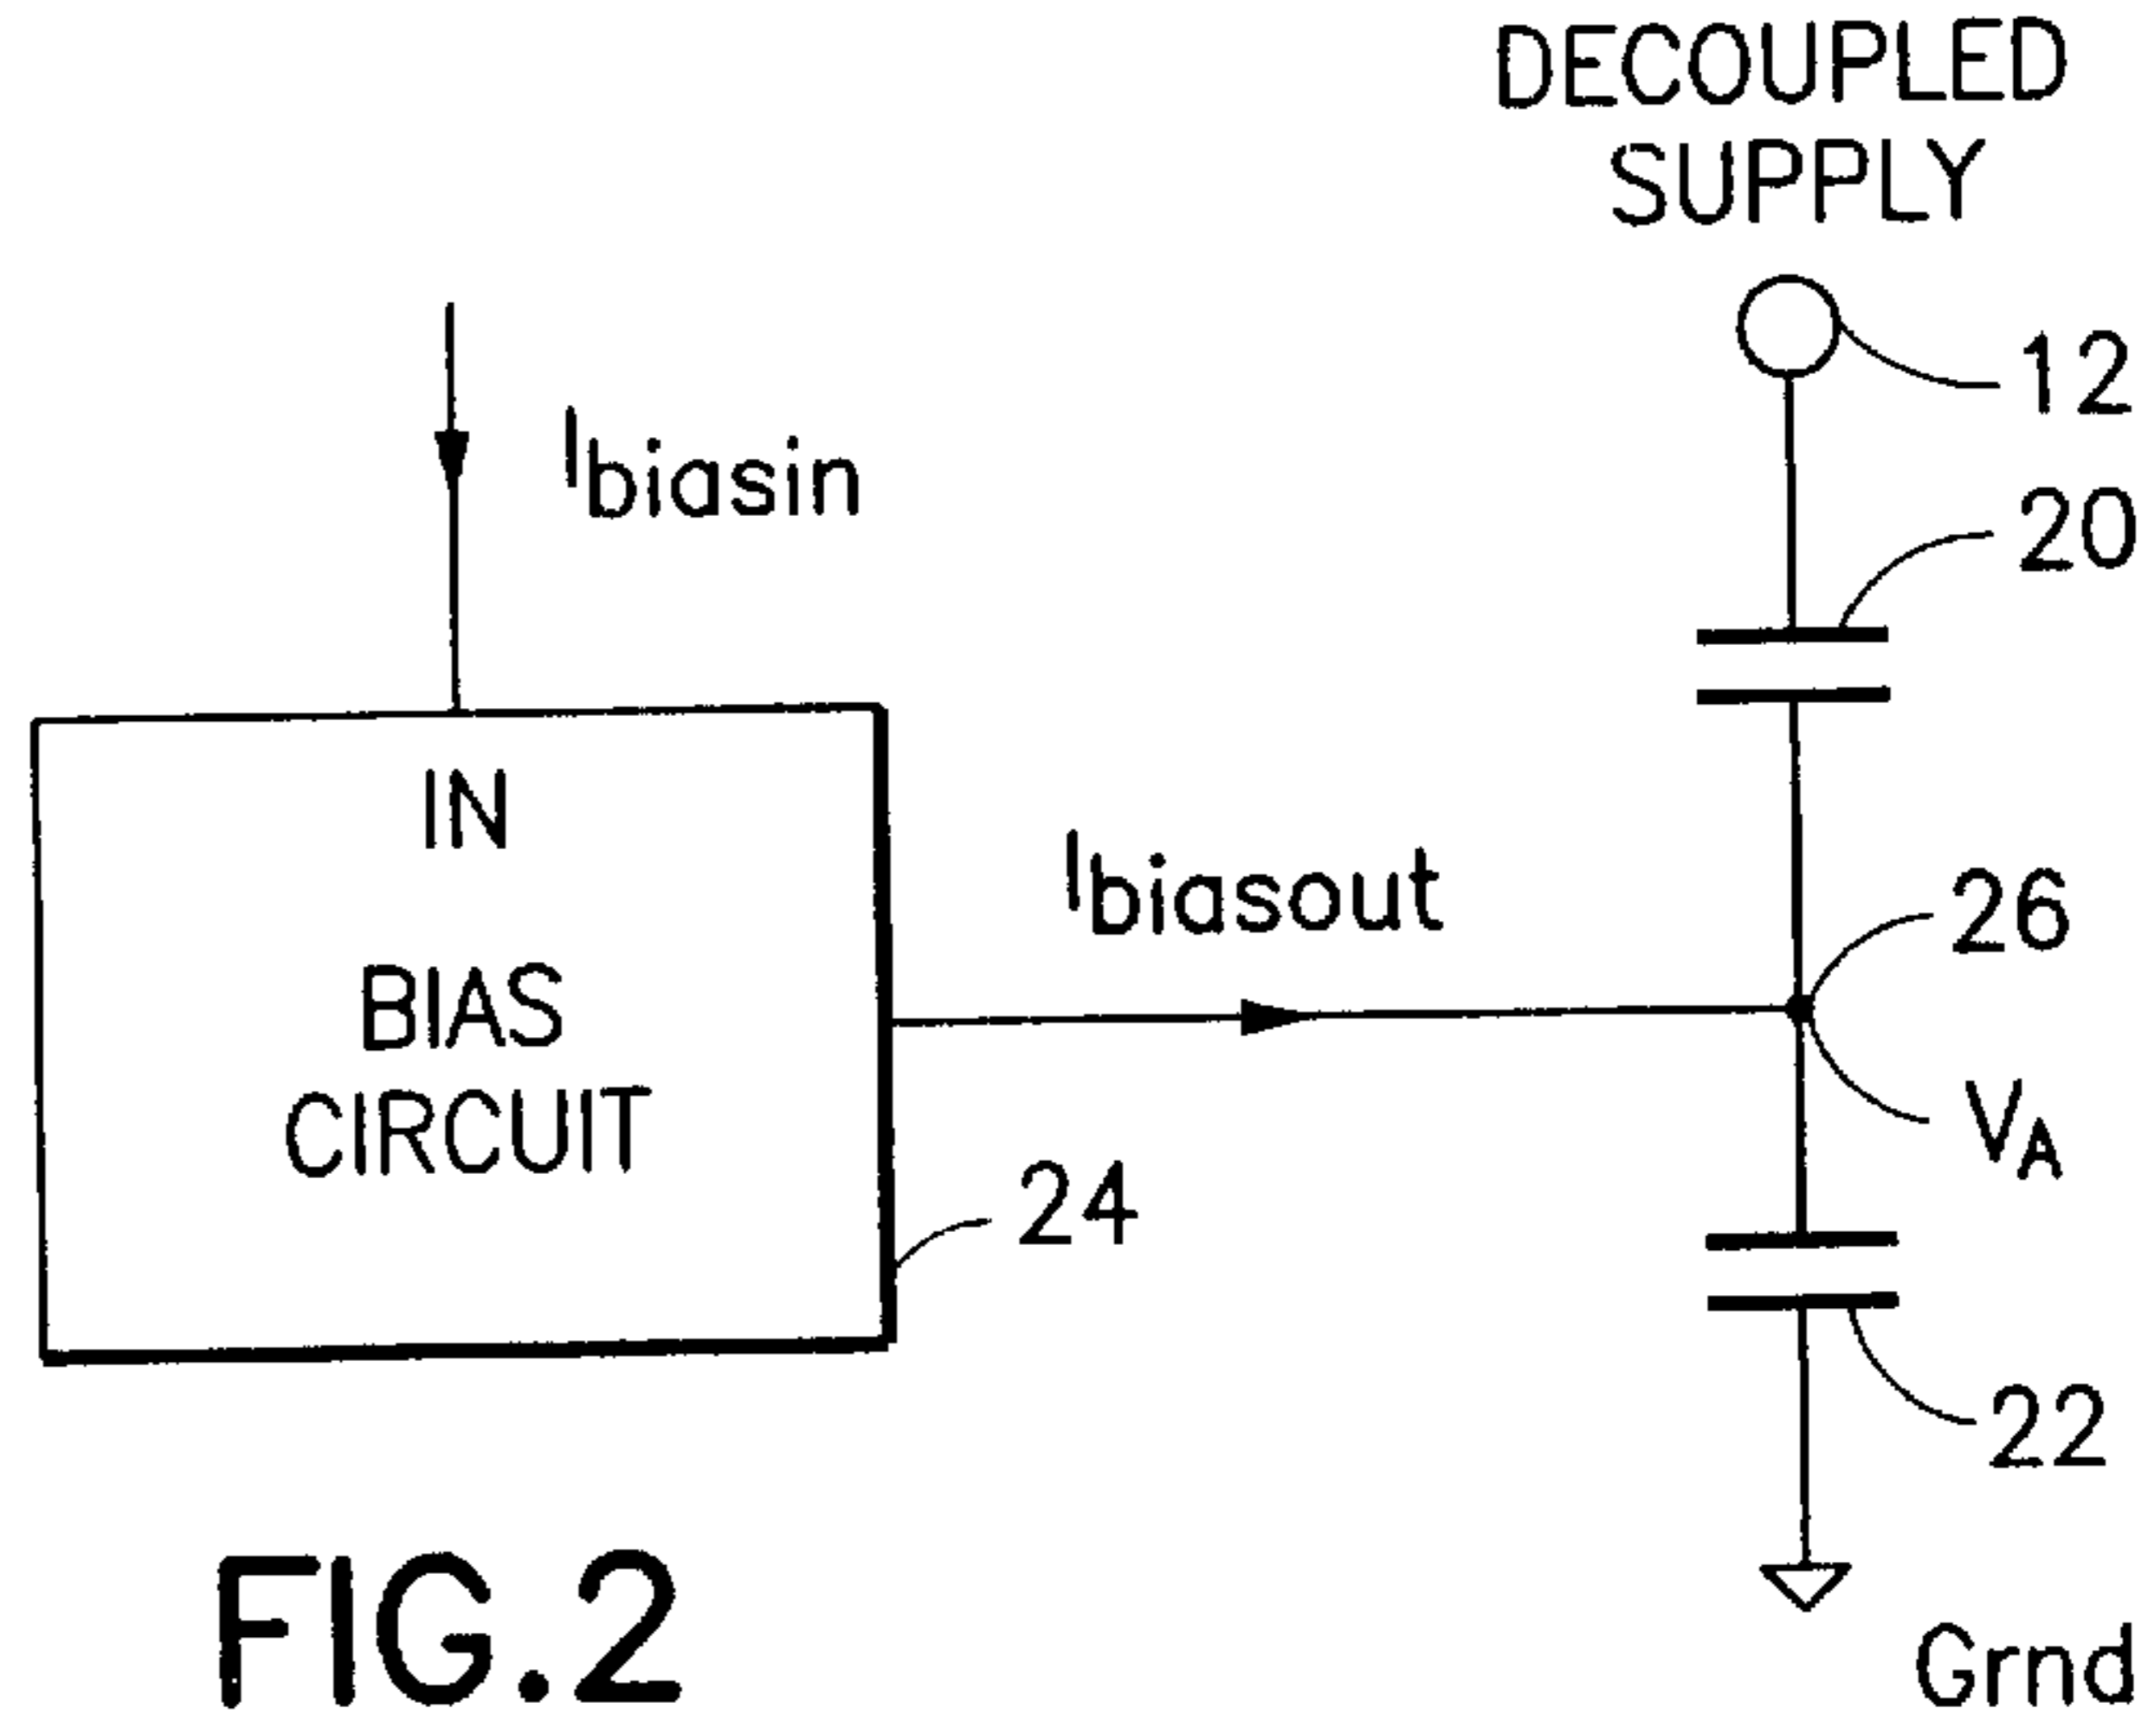 DECOUPLED
SUPPLY
12
Ibiasin
20
IN
Ibiasout
26
BIAS
CIRCUIT
VA
24
22
FIG.2
Grnd